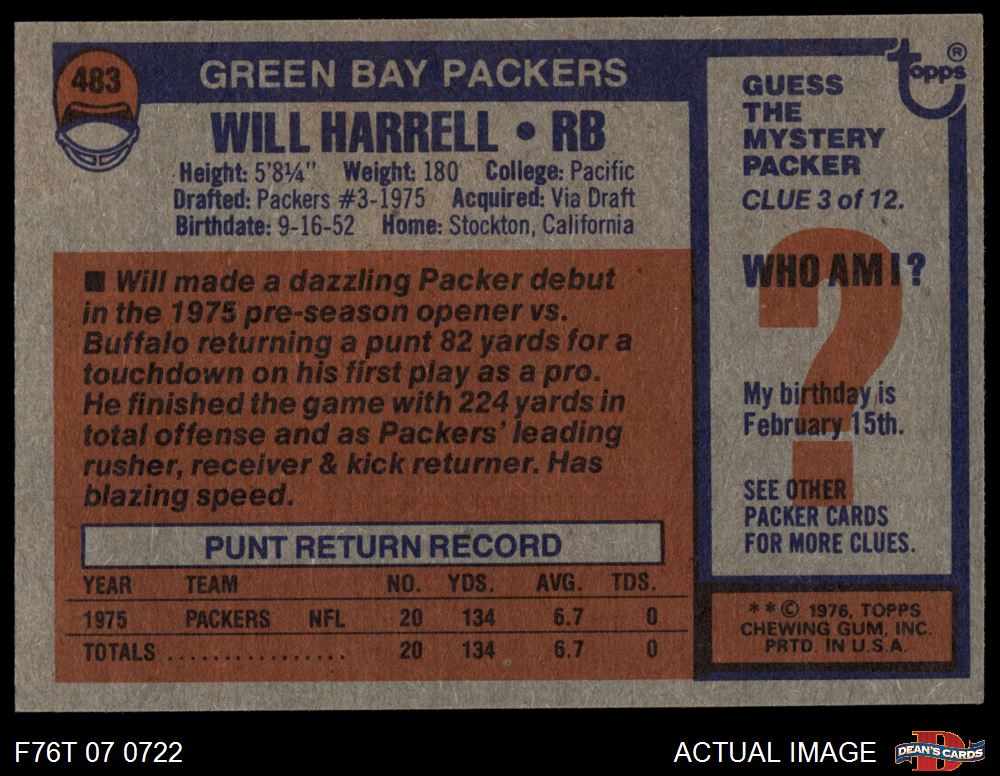 483
GREEN BAY PACKERS
WILL HARRELL • RB
Height: 5'8¼" Weight: 180 College: Pacific
Drafted: Packers #3-1975 Acquired: Via Draft
Birthdate: 9-16-52 Home: Stockton, California
■ Will made a dazzling Packer debut
in the 1975 pre-season opener vs.
Buffalo returning a punt 82 yards for a
touchdown on his first play as a pro.
He finished the game with 224 yards in
total offense and as Packers' leading
rusher, receiver & kick returner. Has
blazing speed.
PUNT RETURN RECORD
YEAR TEAM NO. YDS. AVG. TDS.
1975 PACKERS NFL 20 134 6.7 0
TOTALS ................ 20 134 6.7 0
Topps ®
GUESS
THE
MYSTERY
PACKER
CLUE 3 of 12.
WHO AM I?
?
My birthday is
February 15th.
SEE OTHER
PACKER CARDS
FOR MORE CLUES.
**© 1976, TOPPS
CHEWING GUM, INC.
PRTD. IN U.S.A.
F76T 07 0722
ACTUAL IMAGE
D
DEAN'S CARDS